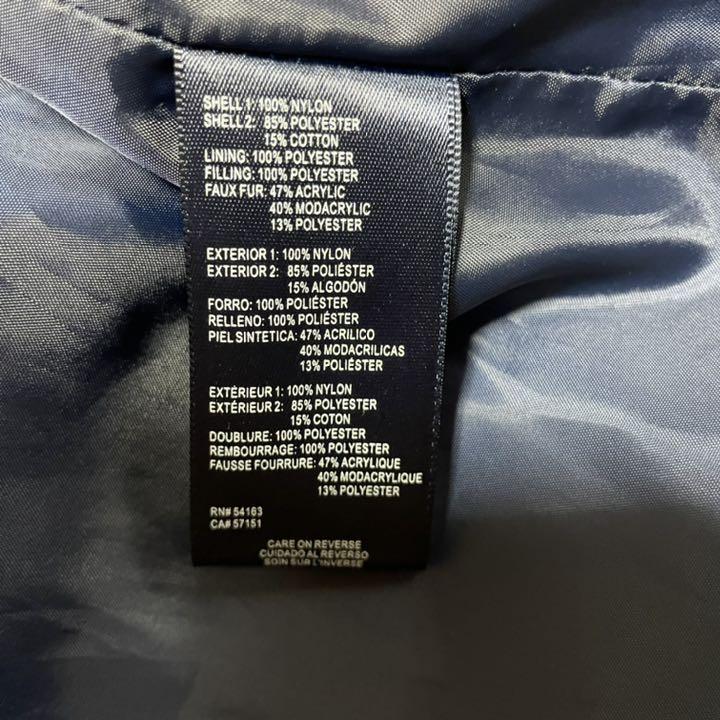 SHELL 1: 100% NYLON
SHELL 2: 85% POLYESTER
15% COTTON
LINING: 100% POLYESTER
FILLING: 100% POLYESTER
FAUX FUR: 47% ACRYLIC
40% MODACRYLIC
13% POLYESTER
EXTERIOR 1: 100% NYLON
EXTERIOR 2: 85% POLIÉSTER
15% ALGODÓN
FORRO: 100% POLIÉSTER
RELLENO: 100% POLIÉSTER
PIEL SINTETICA: 47% ACRILICO
40% MODACRILICAS
13% POLIÉSTER
EXTÉRIEUR 1: 100% NYLON
EXTÉRIEUR 2: 85% POLYESTER
15% COTON
DOUBLURE: 100% POLYESTER
REMBOURRAGE: 100% POLYESTER
FAUSSE FOURRURE: 47% ACRYLIQUE
40% MODACRYLIQUE
13% POLYESTER
RN# 54163
CA# 57151
CARE ON REVERSE
CUIDADO AL REVERSO
SOIN SUR L'INVERSE